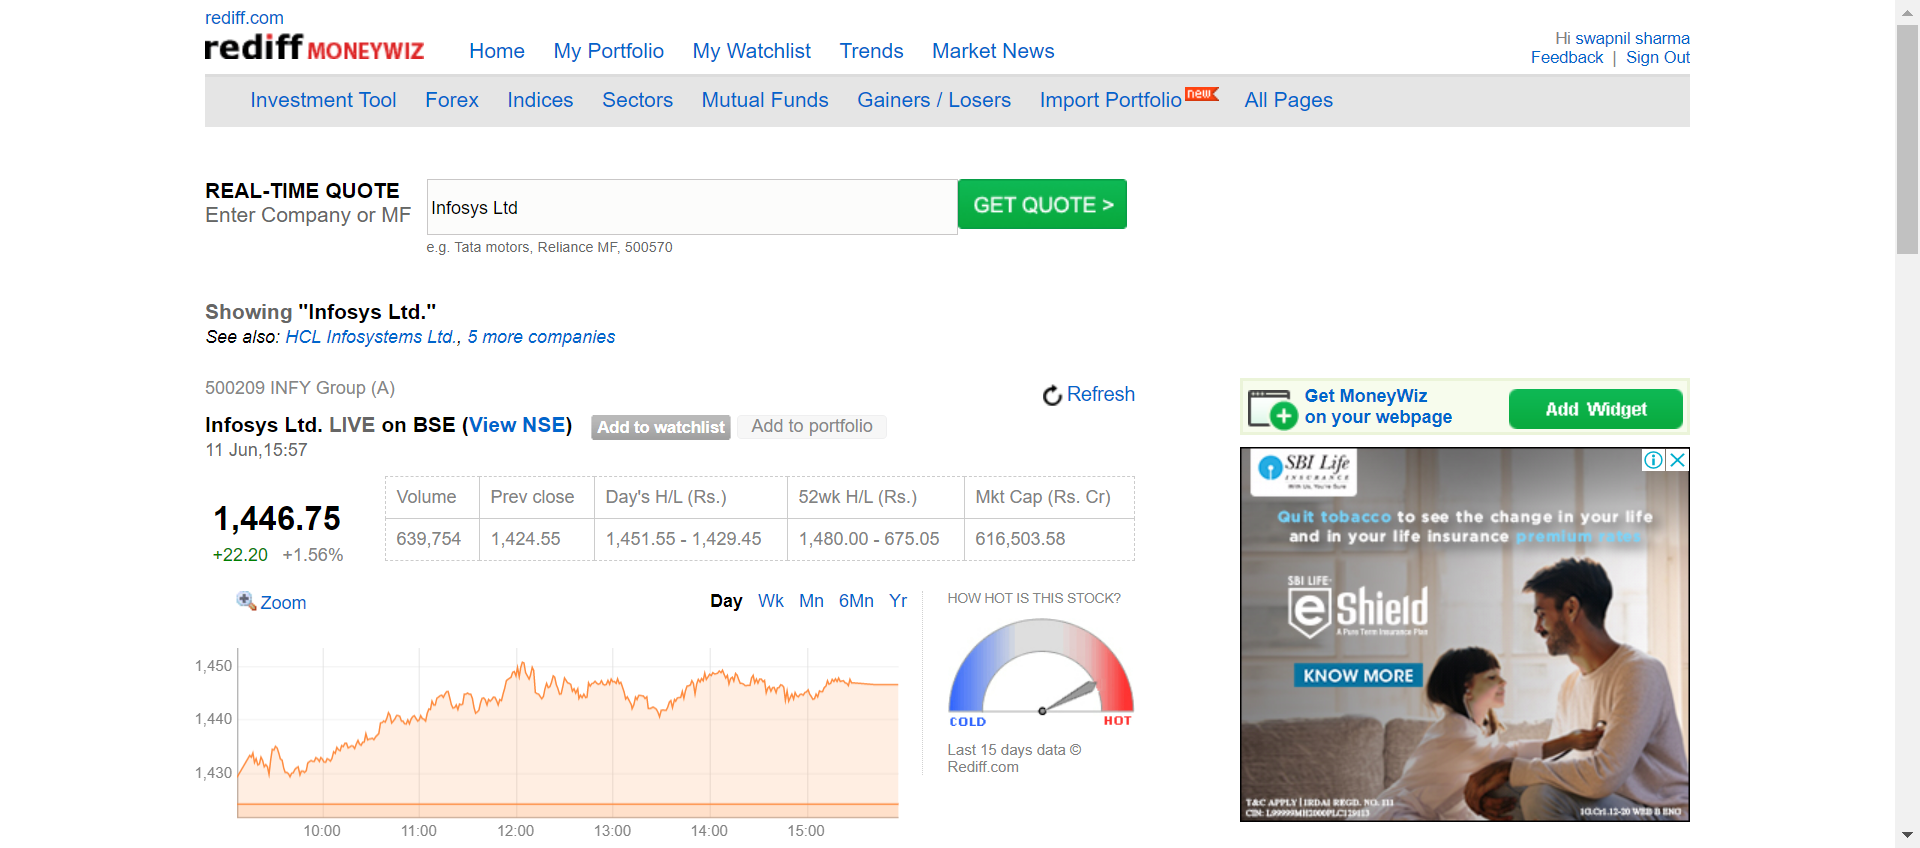 rediff.com
rediff MONEYWIZ
Home My Portfolio My Watchlist Trends Market News
Hi swapnil sharma
Feedback | Sign Out
Investment Tool Forex Indices Sectors Mutual Funds Gainers / Losers Import Portfolio new All Pages
REAL-TIME QUOTE
Enter Company or MF
Infosys Ltd
GET QUOTE >
e.g. Tata motors, Reliance MF, 500570
Showing "Infosys Ltd."
See also: HCL Infosystems Ltd., 5 more companies
500209 INFY Group (A)
Refresh
Infosys Ltd. LIVE on BSE (View NSE) Add to watchlist Add to portfolio
11 Jun,15:57
1,446.75
+22.20 +1.56%
Volume Prev close Day's H/L (Rs.) 52wk H/L (Rs.) Mkt Cap (Rs. Cr)
639,754 1,424.55 1,451.55 - 1,429.45 1,480.00 - 675.05 616,503.58
Zoom
Day Wk Mn 6Mn Yr
1,450
1,440
1,430
10:00 11:00 12:00 13:00 14:00 15:00
HOW HOT IS THIS STOCK?
COLD HOT
Last 15 days data ©
Rediff.com
Get MoneyWiz
on your webpage
Add Widget
SBI Life
INSURANCE
With Us, You're Sure
Quit tobacco to see the change in your life
and in your life insurance premium rates
SBI LIFE-
eShield
A Pure Term Insurance Plan
KNOW MORE
T&C APPLY | IRDAI REGD. NO. 111
CIN: L99999MH2000PLC129113
1G.Cr1.12-20 WEB B ENG